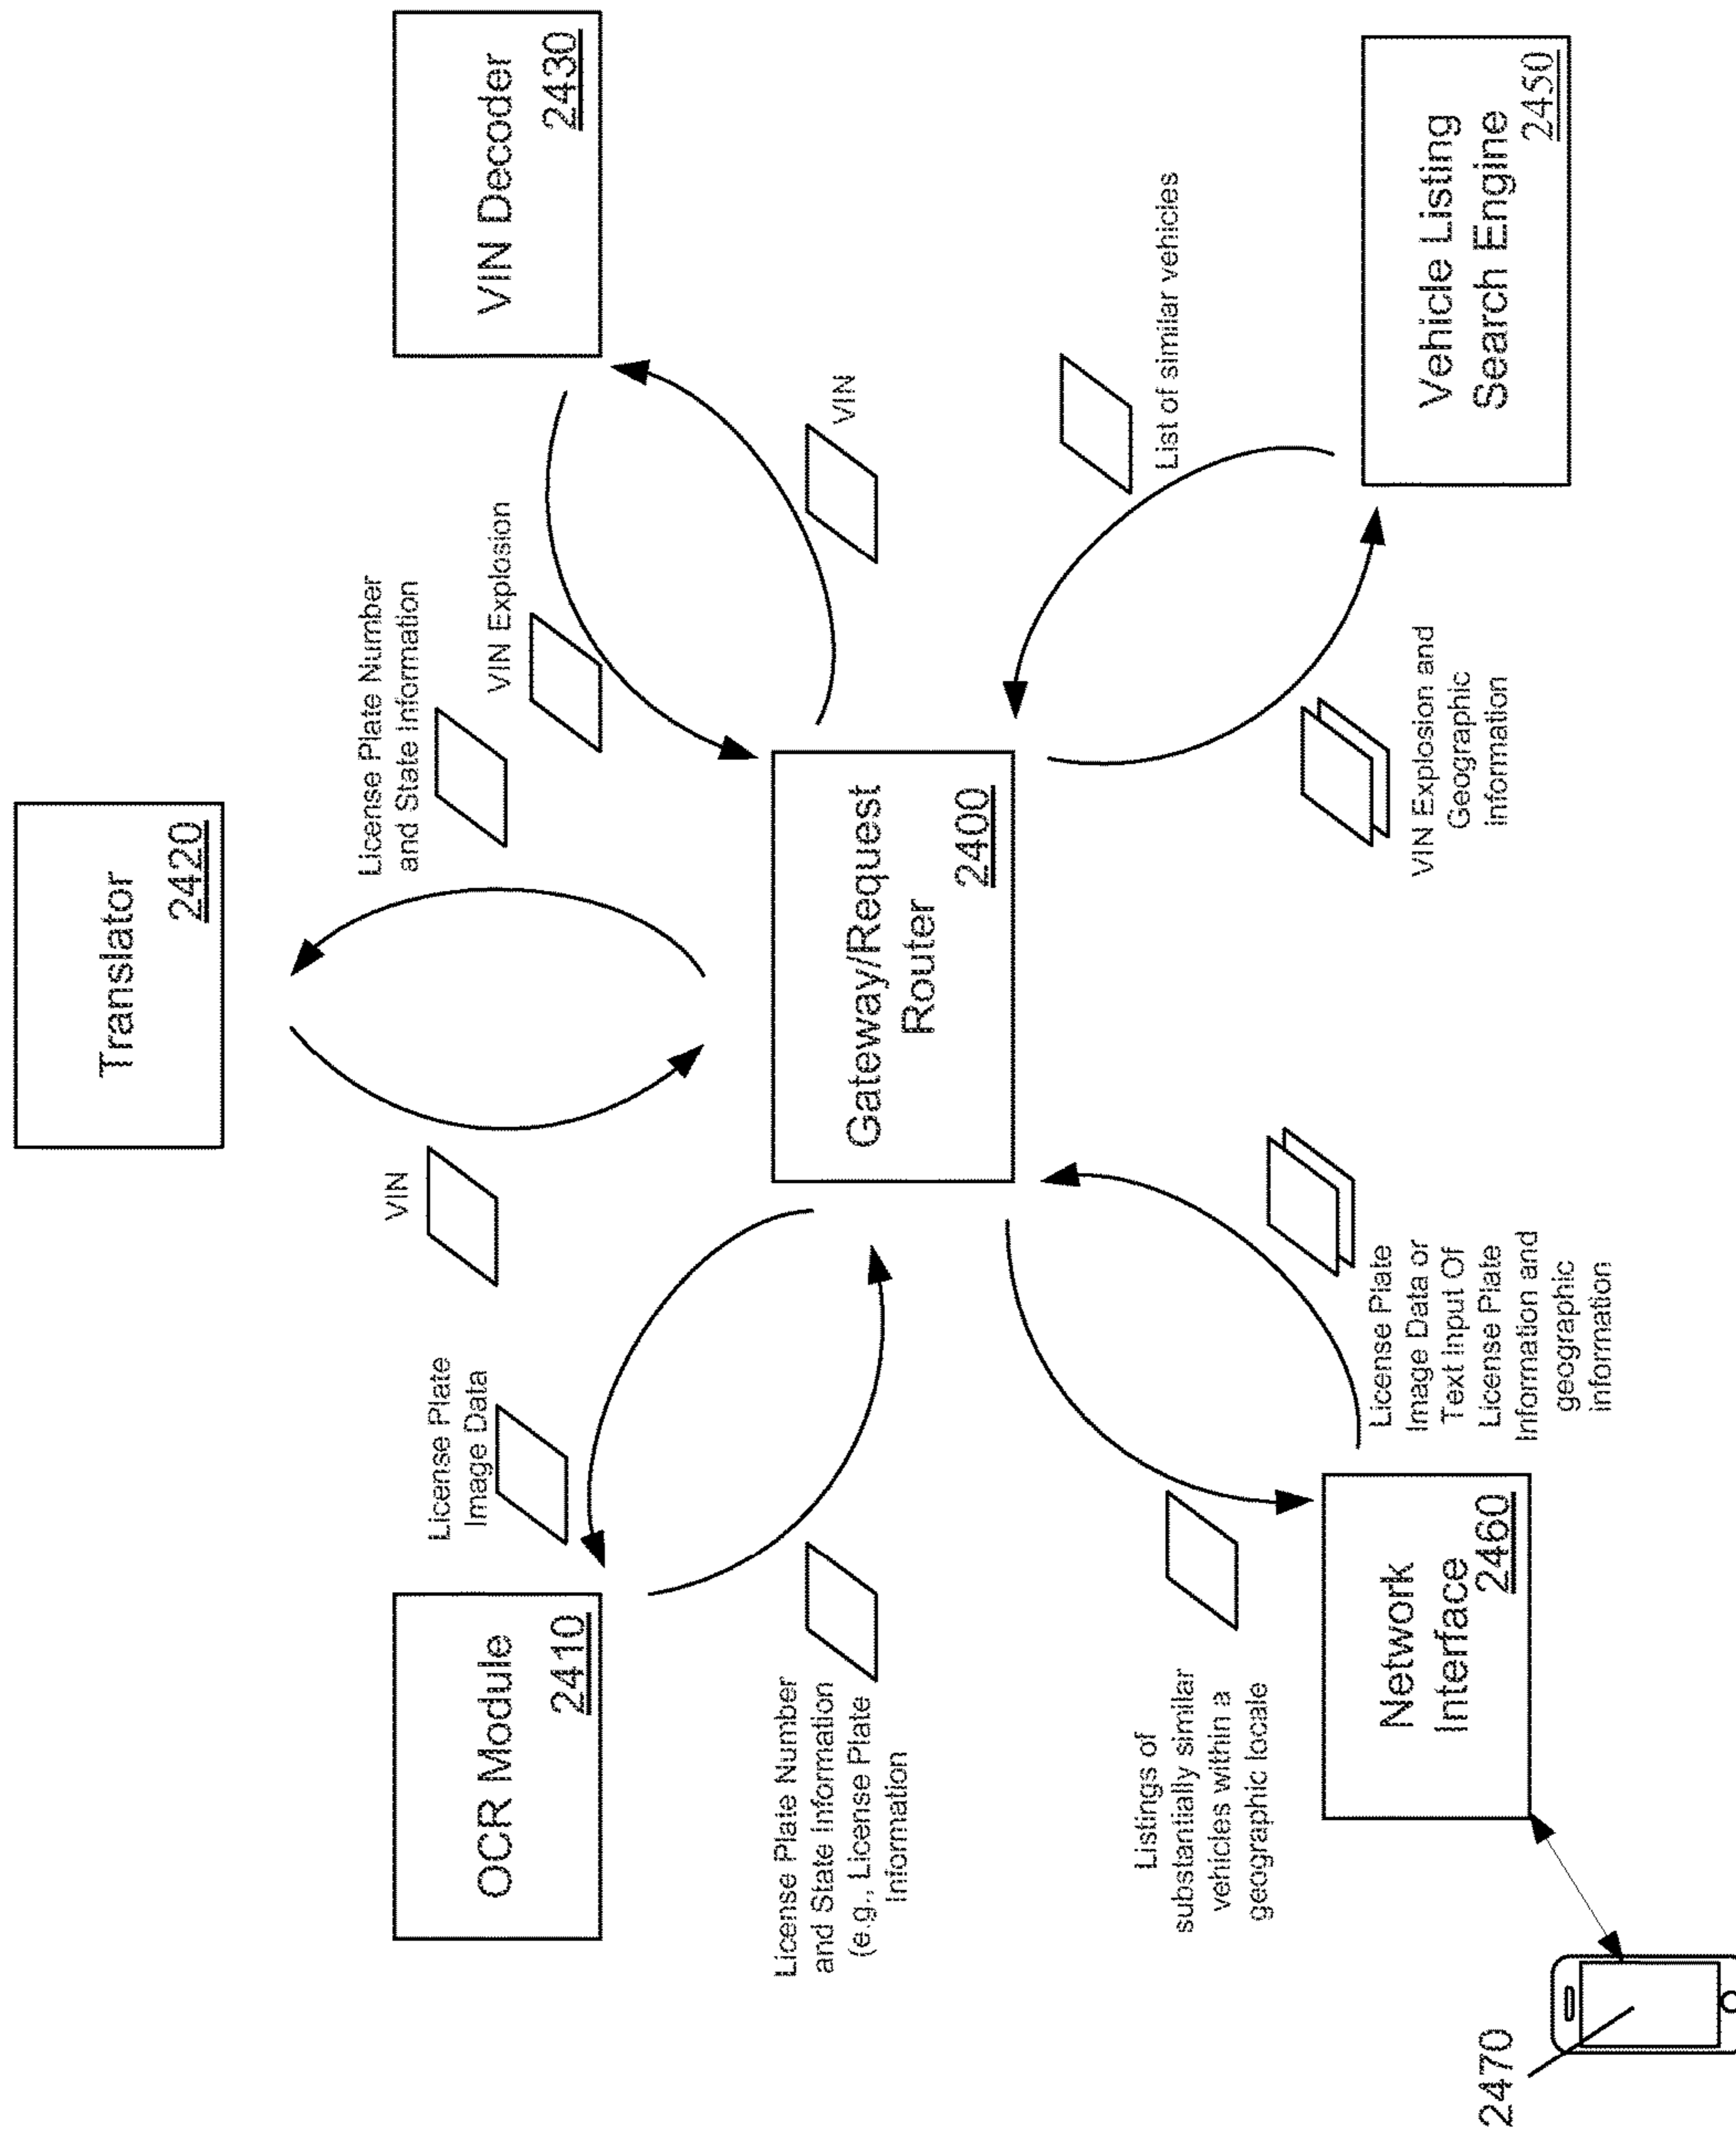 Translator
2420
License Plate Number
and State Information
VIN
OCR Module
2410
License Plate
Image Data
License Plate Number
and State Information
(e.g., License Plate
Information
VIN Explosion
VIN Decoder
2430
VIN
Gateway/Request
Router
2400
List of similar vehicles
Vehicle Listing
Search Engine
2450
VIN Explosion and
Geographic
information
Listings of
substantially similar
vehicles within a
geographic locale
Network
Interface
2460
License Plate
Image Data or
Text Input Of
License Plate
Information and
geographic
information
2470